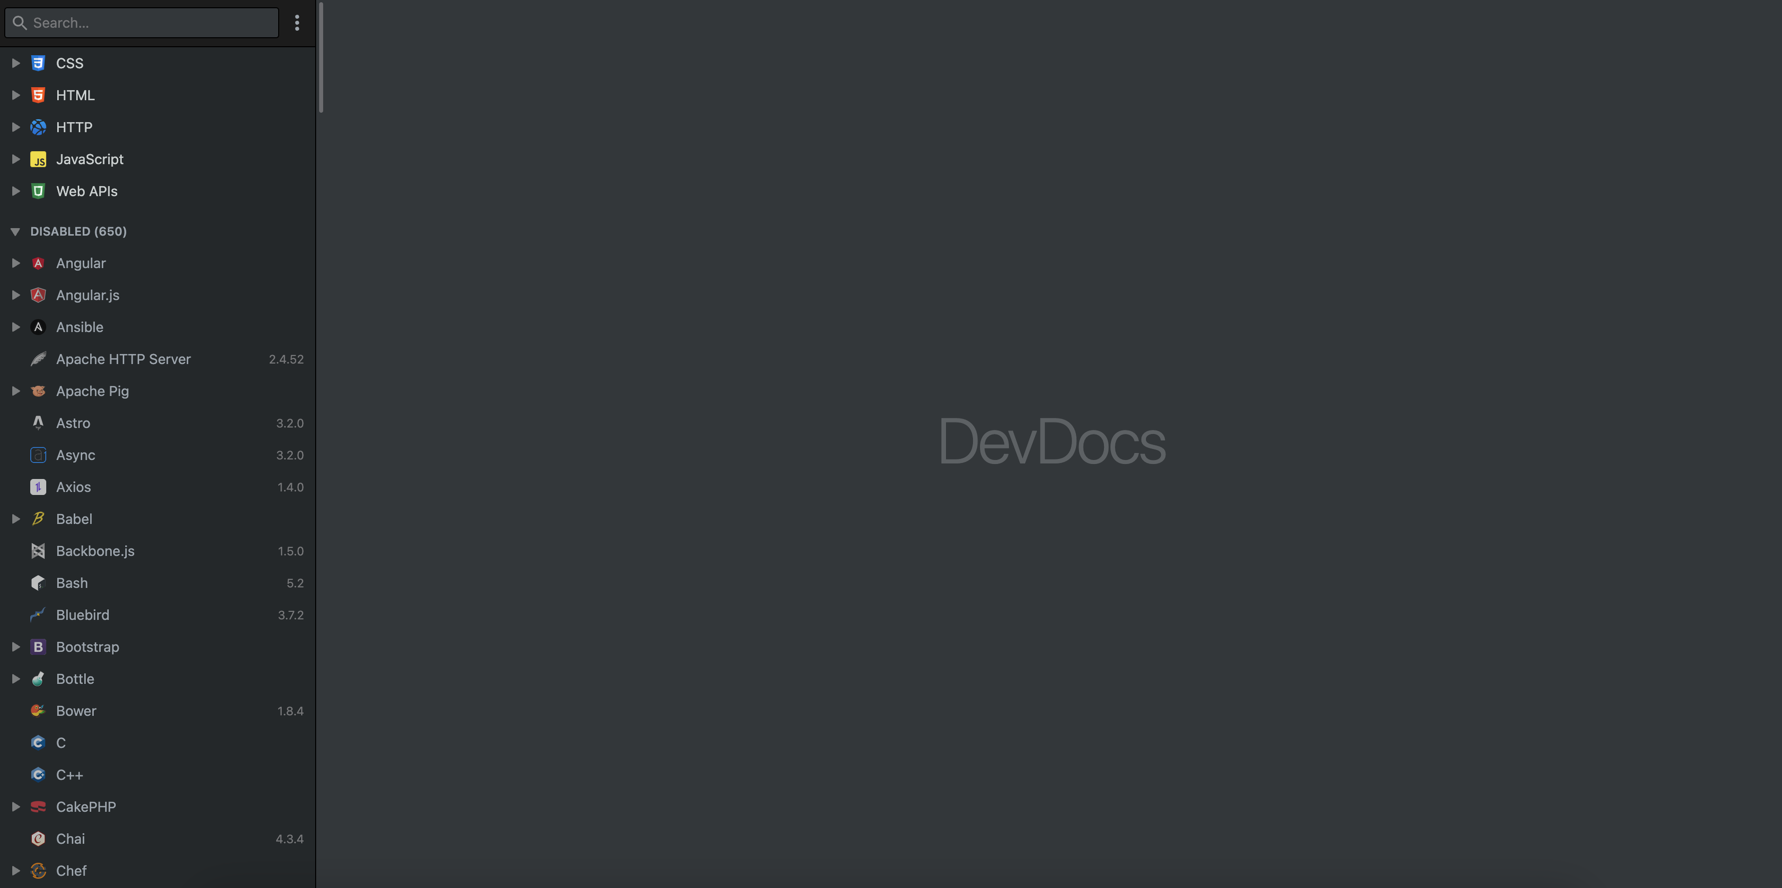 Search...
CSS
HTML
HTTP
JavaScript
Web APIs
DISABLED (650)
Angular
Angular.js
Ansible
Apache HTTP Server 2.4.52
Apache Pig
Astro 3.2.0
Async 3.2.0
Axios 1.4.0
Babel
Backbone.js 1.5.0
Bash 5.2
Bluebird 3.7.2
Bootstrap
Bottle
Bower 1.8.4
C
C++
CakePHP
Chai 4.3.4
Chef
DevDocs